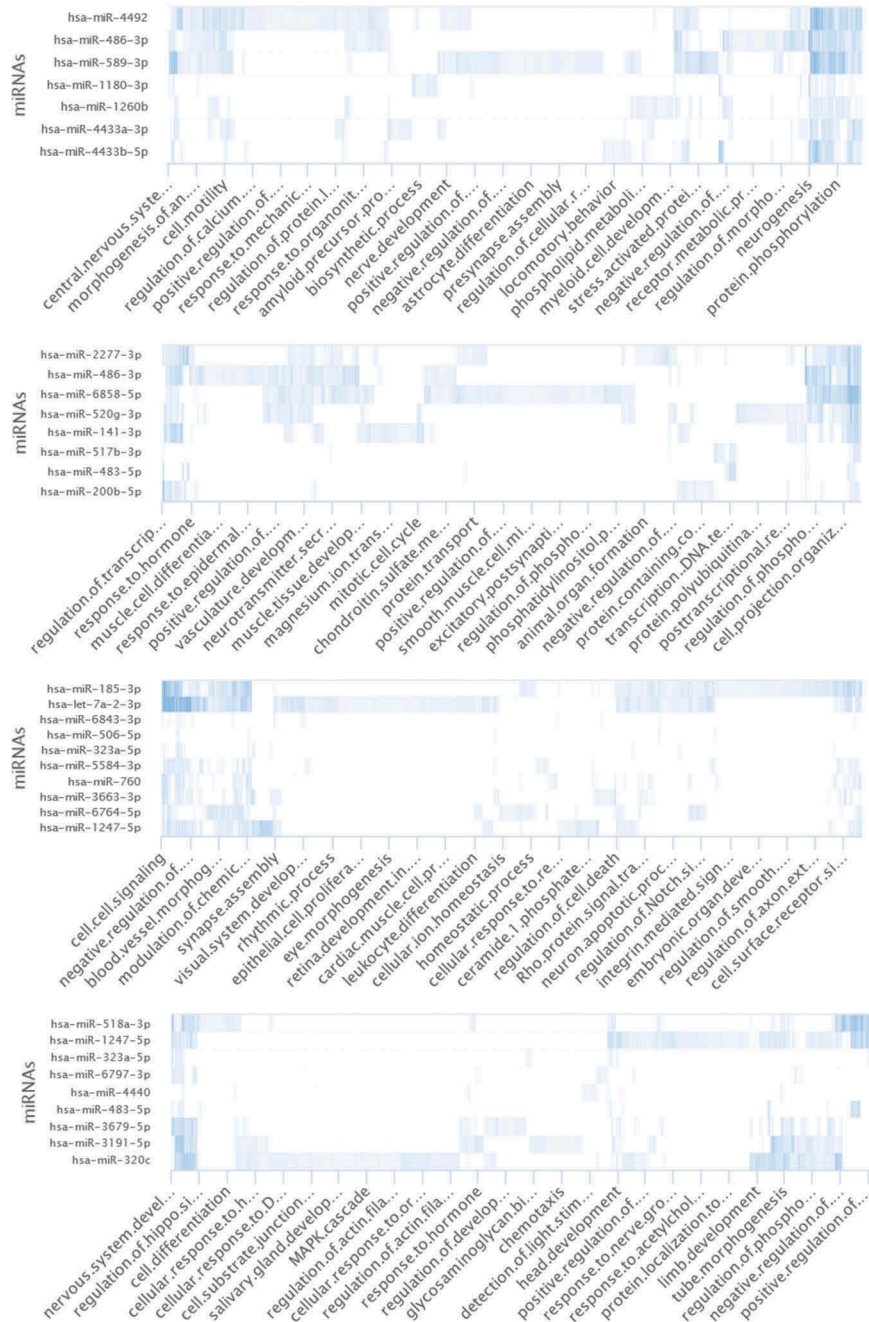 miRNAs
hsa-miR-4492
hsa-miR-486-3p
hsa-miR-589-3p
hsa-miR-1180-3p
hsa-miR-1260b
hsa-miR-4433a-3p
hsa-miR-4433b-5p
central.nervous.syste...
morphogenesis.of.an...
cell.motility
regulation.of.calcium...
positive.regulation.of...
response.to.mechanic...
regulation.of.protein.l...
response.to.organonit...
amyloid.precursor.pro...
biosynthetic.process
nerve.development
positive.regulation.of...
negative.regulation.of...
astrocyte.differentiation
presynapse.assembly
regulation.of.cellular.r...
locomotory.behavior
phospholipid.metaboli...
myeloid.cell.developm...
stress.activated.protei...
negative.regulation.of...
receptor.metabolic.pr...
regulation.of.morpho...
neurogenesis
protein.phosphorylation
miRNAs
hsa-miR-2277-3p
hsa-miR-486-3p
hsa-miR-6858-5p
hsa-miR-520g-3p
hsa-miR-141-3p
hsa-miR-517b-3p
hsa-miR-483-5p
hsa-miR-200b-5p
regulation.of.transcrip...
response.to.hormone
muscle.cell.differentia...
response.to.epidermal...
positive.regulation.of...
vasculature.developm...
neurotransmitter.secr...
muscle.tissue.develop...
magnesium.ion.trans...
mitotic.cell.cycle
chondroitin.sulfate.me...
protein.transport
positive.regulation.of...
smooth.muscle.cell.mi...
excitatory.postsynapti...
regulation.of.phospho...
phosphatidylinositol.p...
animal.organ.formation
negative.regulation.of...
protein.containing.co...
transcription..DNA.te...
protein.polyubiquitina...
posttranscriptional.re...
regulation.of.phospho...
cell.projection.organiz...
miRNAs
hsa-miR-185-3p
hsa-let-7a-2-3p
hsa-miR-6843-3p
hsa-miR-506-5p
hsa-miR-323a-5p
hsa-miR-5584-3p
hsa-miR-760
hsa-miR-3663-3p
hsa-miR-6764-5p
hsa-miR-1247-5p
cell.cell.signaling
negative.regulation.of...
blood.vessel.morphog...
modulation.of.chemic...
synapse.assembly
visual.system.develop...
rhythmic.process
epithelial.cell.prolifera...
eye.morphogenesis
retina.development.in...
cardiac.muscle.cell.pr...
leukocyte.differentiation
cellular.ion.homeostasis
homeostatic.process
cellular.response.to.re...
ceramide.1.phosphate...
regulation.of.cell.death
Rho.protein.signal.tra...
neuron.apoptotic.proc...
regulation.of.Notch.si...
integrin.mediated.sign...
embryonic.organ.deve...
regulation.of.smooth...
regulation.of.axon.ext...
cell.surface.receptor.si...
miRNAs
hsa-miR-518a-3p
hsa-miR-1247-5p
hsa-miR-323a-5p
hsa-miR-6797-3p
hsa-miR-4440
hsa-miR-483-5p
hsa-miR-3679-5p
hsa-miR-3191-5p
hsa-miR-320c
nervous.system.devel...
regulation.of.hippo.si...
cell.differentiation
cellular.response.to.h...
cellular.response.to.D...
cell.substrate.junction...
salivary.gland.develop...
MAPK.cascade
regulation.of.actin.fila...
cellular.response.to.or...
regulation.of.actin.fila...
response.to.hormone
regulation.of.develop...
glycosaminoglycan.bi...
chemotaxis
detection.of.light.stim...
head.development
positive.regulation.of...
response.to.nerve.gro...
response.to.acetylchol...
protein.localization.to...
limb.development
tube.morphogenesis
regulation.of.phospho...
negative.regulation.of...
positive.regulation.of...